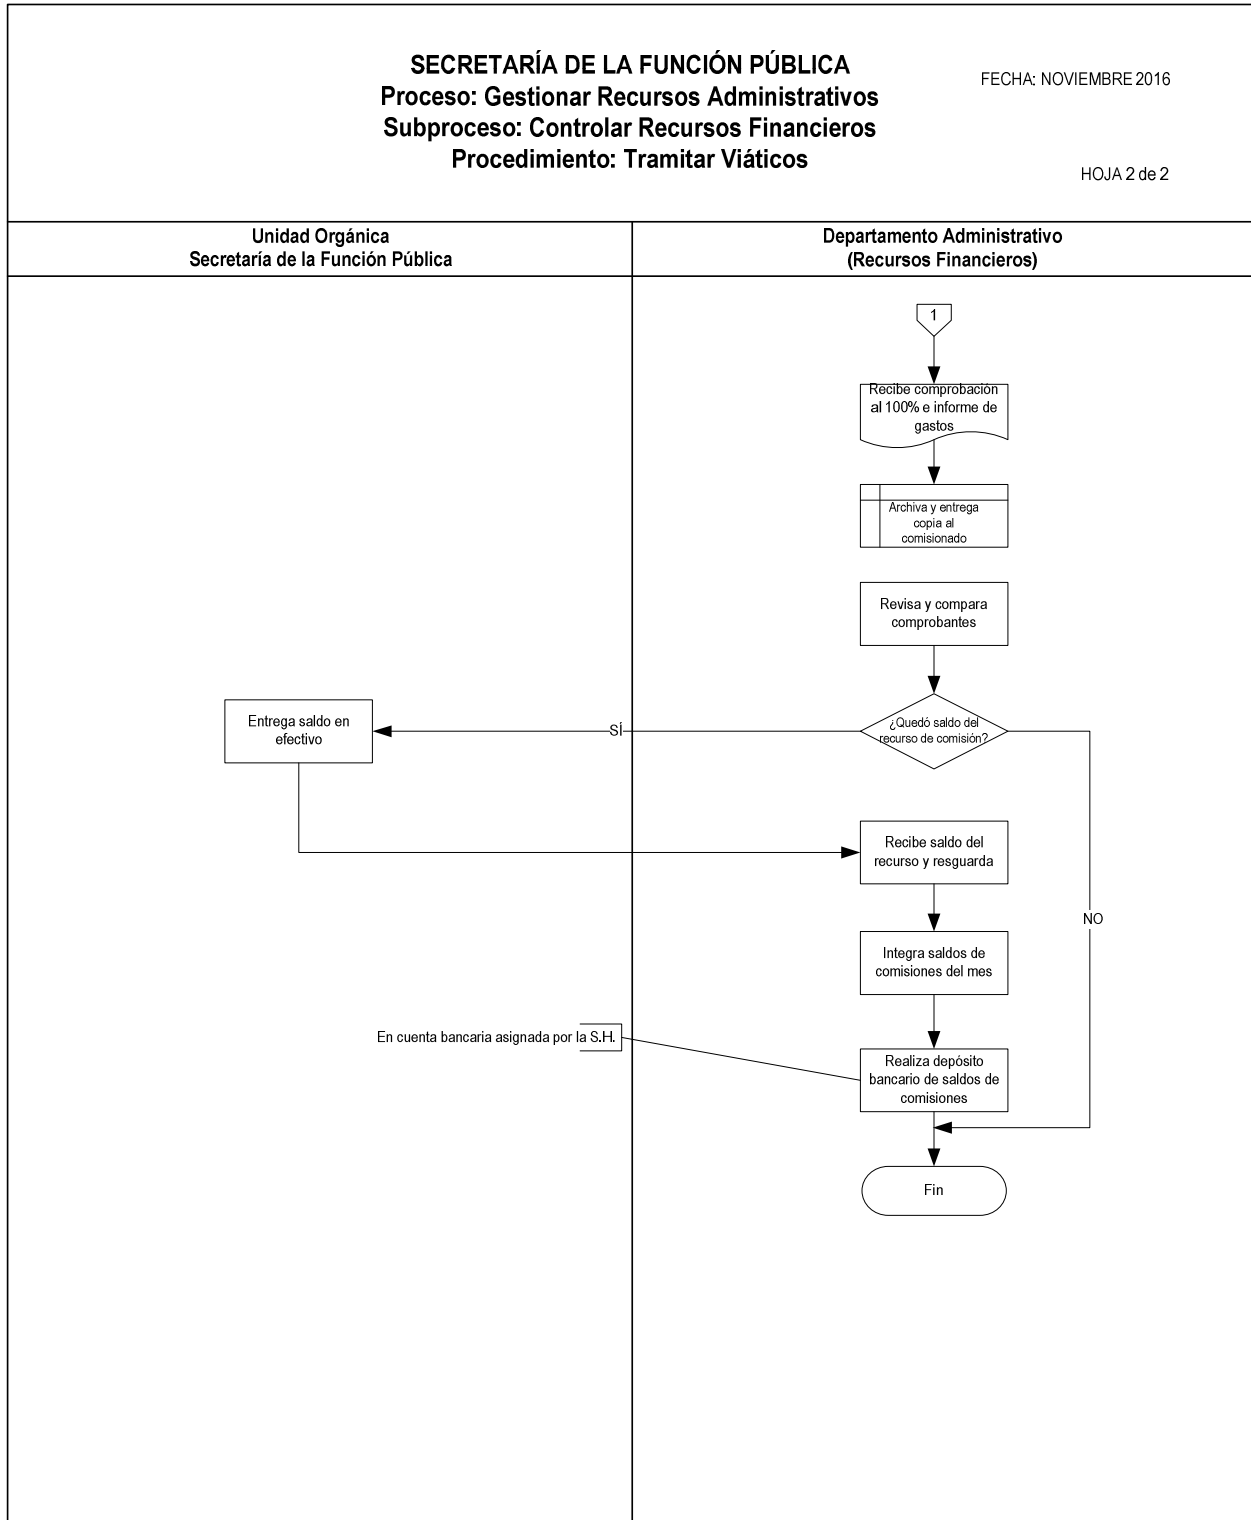 SECRETARÍA DE LA FUNCIÓN PÚBLICA
Proceso: Gestionar Recursos Administrativos
Subproceso: Controlar Recursos Financieros
Procedimiento: Tramitar Viáticos
FECHA: NOVIEMBRE 2016
HOJA 2 de 2
Unidad Orgánica
Secretaría de la Función Pública
Departamento Administrativo
(Recursos Financieros)
1
Recibe comprobación
al 100% e informe de
gastos
Archiva y entrega
copia al
comisionado
Revisa y compara
comprobantes
¿Quedó saldo del
recurso de comisión?
SÍ
Entrega saldo en
efectivo
Recibe saldo del
recurso y resguarda
NO
Integra saldos de
comisiones del mes
En cuenta bancaria asignada por la S.H.
Realiza depósito
bancario de saldos de
comisiones
Fin